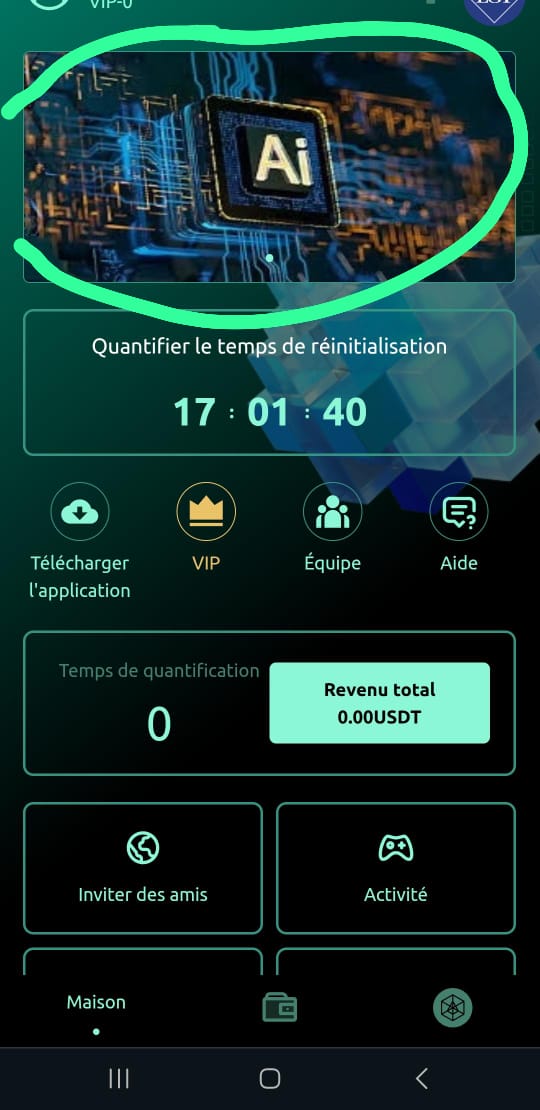 VIP-0
Ai
Quantifier le temps de réinitialisation
17 : 01 : 40
Télécharger
l'application
VIP
Équipe
Aide
Temps de quantification
0
Revenu total
0.00USDT
Inviter des amis
Activité
Maison